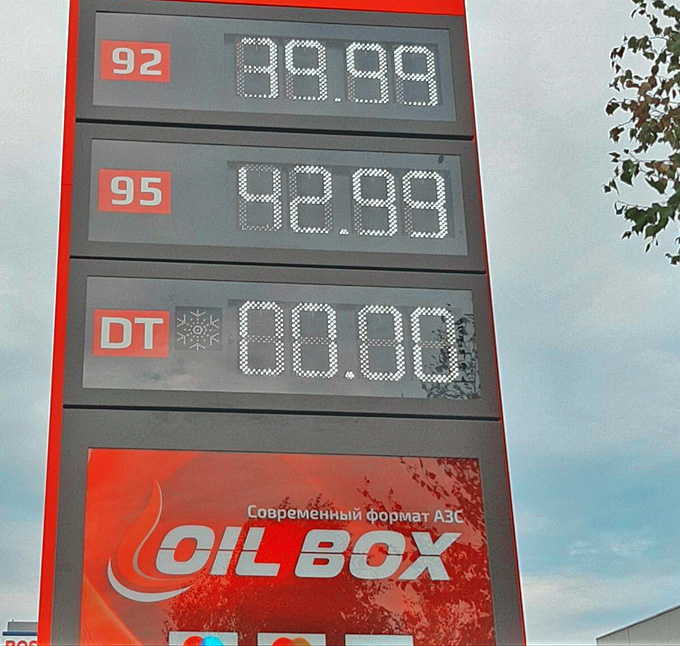 92 39.99
95 42.99
DT 00.00
Современный формат АЗС
OIL BOX